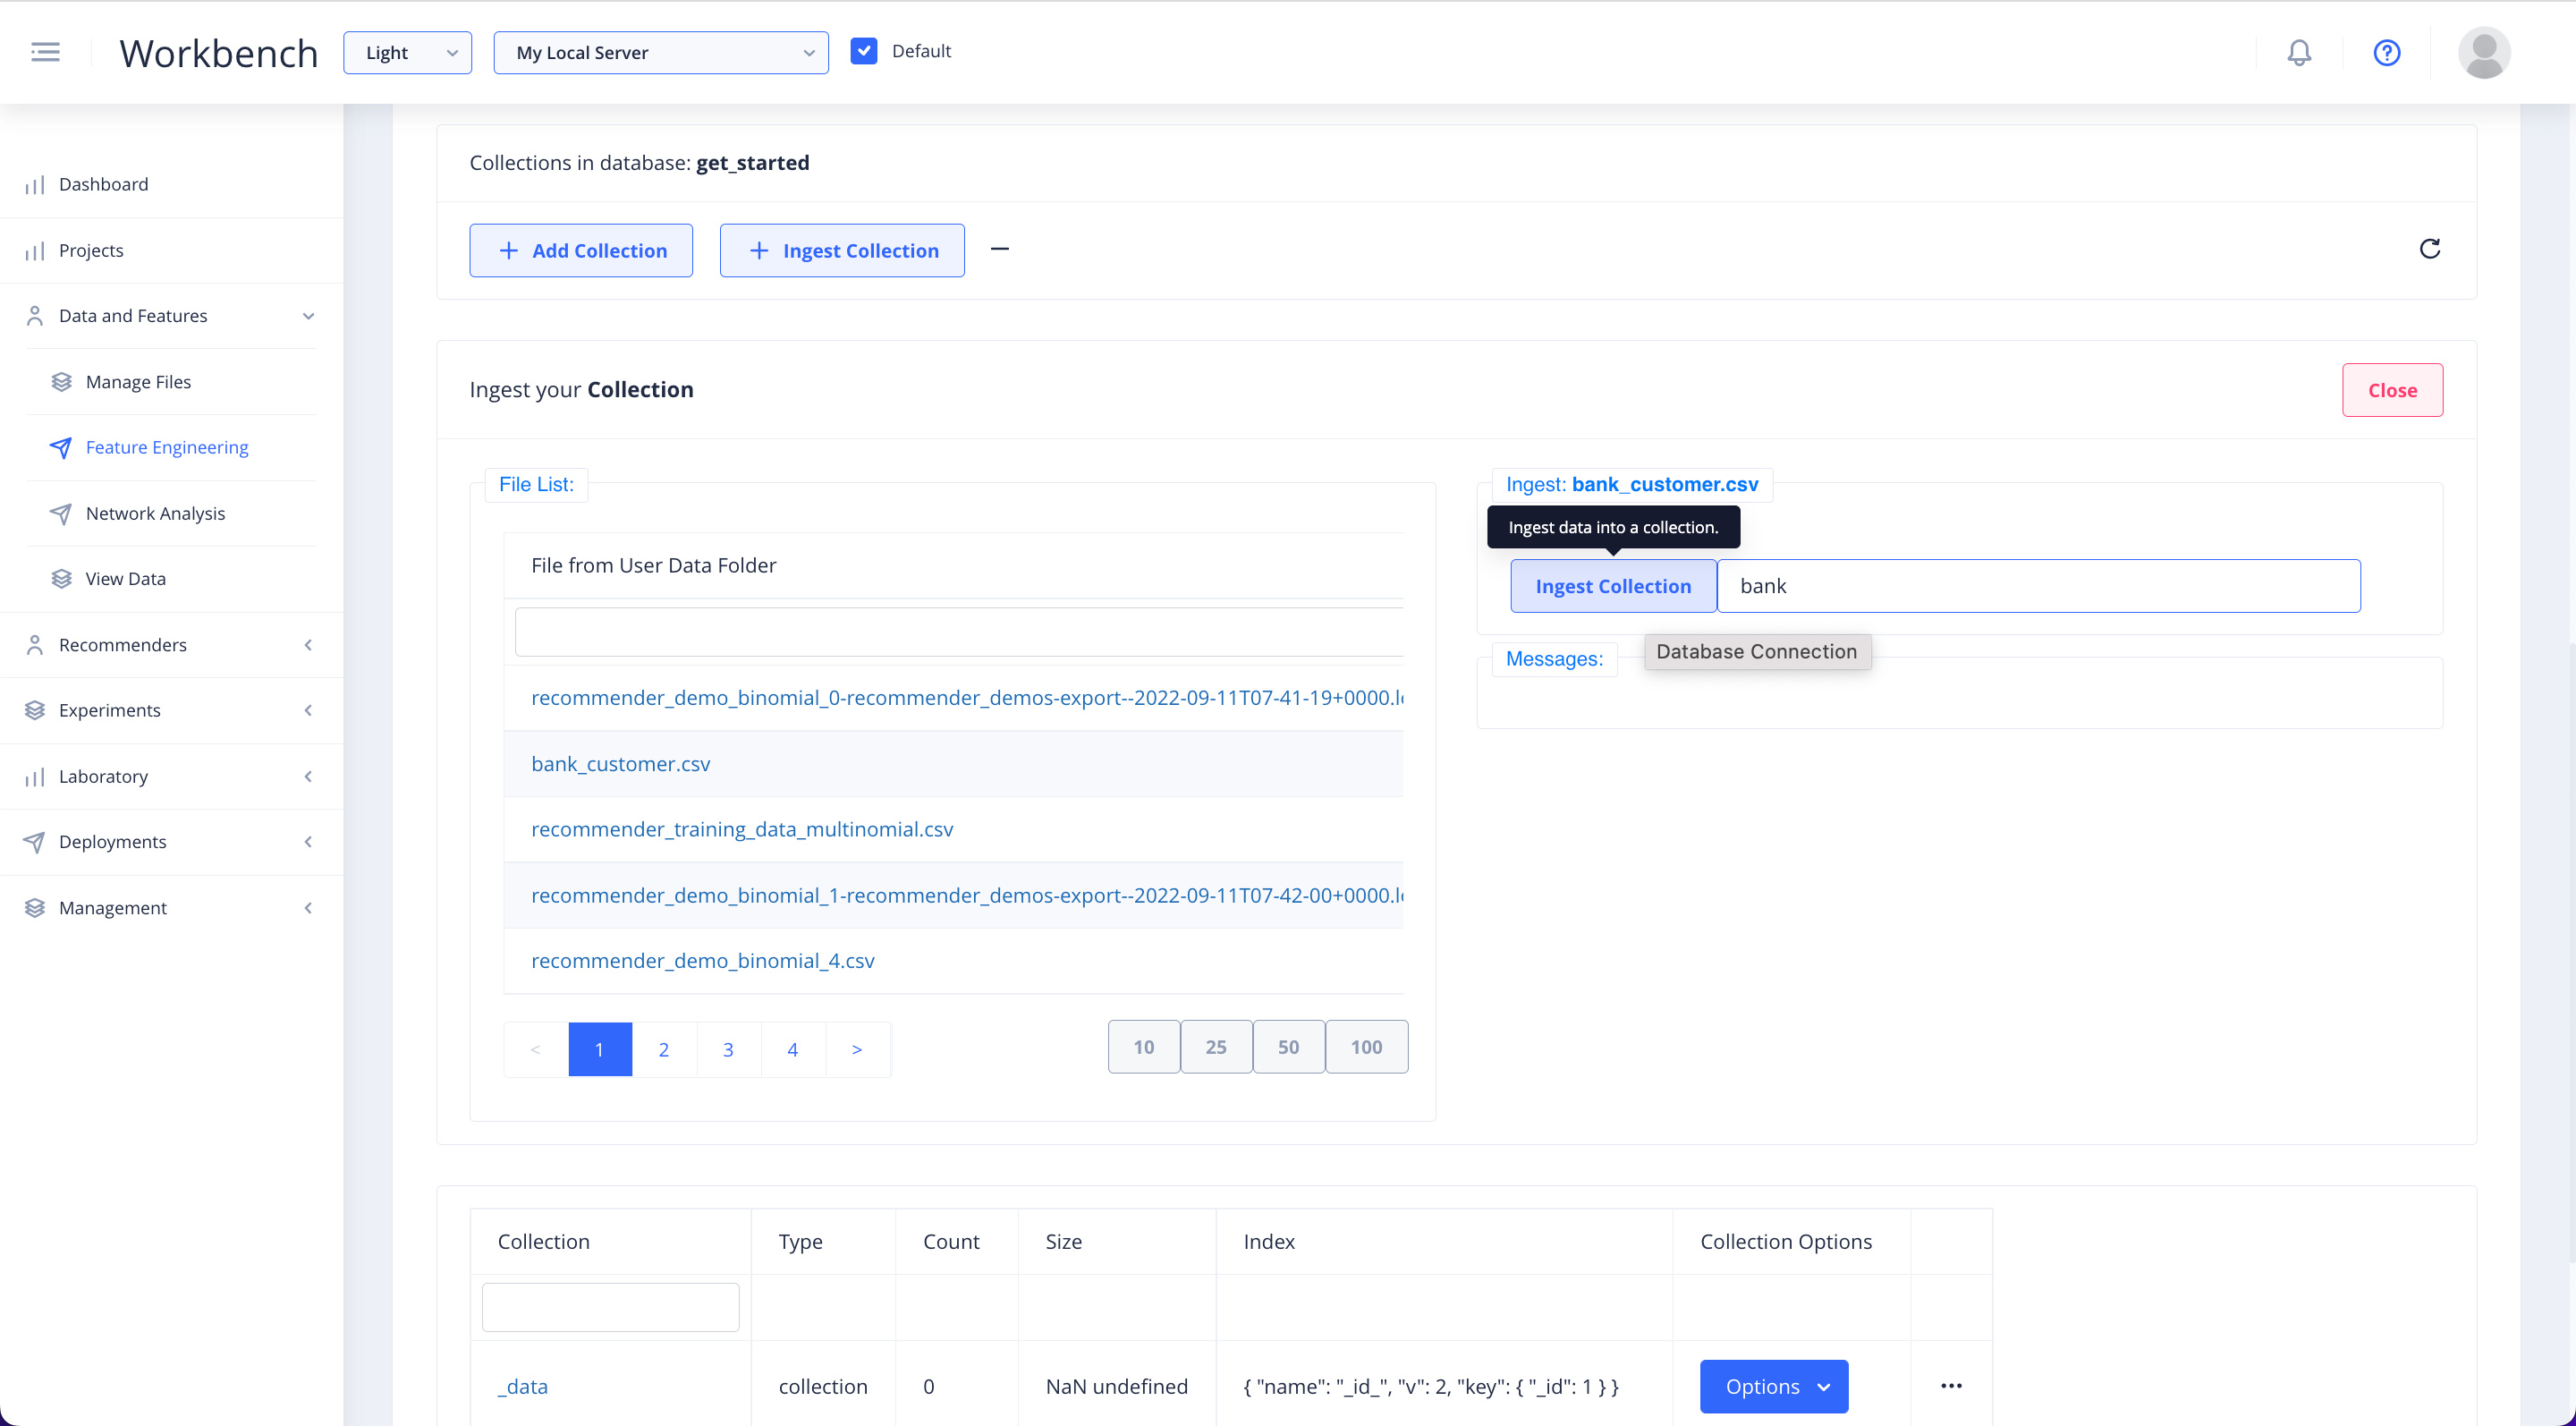 Workbench
Light
My Local Server
Default
Dashboard
Projects
Data and Features
Manage Files
Feature Engineering
Network Analysis
View Data
Recommenders
Experiments
Laboratory
Deployments
Management
Collections in database: get_started
+ Add Collection
+ Ingest Collection
Ingest your Collection
Close
File List:
File from User Data Folder
recommender_demo_binomial_0-recommender_demos-export--2022-09-11T07-41-19+0000.l
bank_customer.csv
recommender_training_data_multinomial.csv
recommender_demo_binomial_1-recommender_demos-export--2022-09-11T07-42-00+0000.l
recommender_demo_binomial_4.csv
< 1 2 3 4 >
10 25 50 100
Ingest: bank_customer.csv
Ingest data into a collection.
Ingest Collection
bank
Database Connection
Messages:
Collection Type Count Size Index Collection Options
_data collection 0 NaN undefined { "name": "_id_", "v": 2, "key": { "_id": 1 } } Options ...